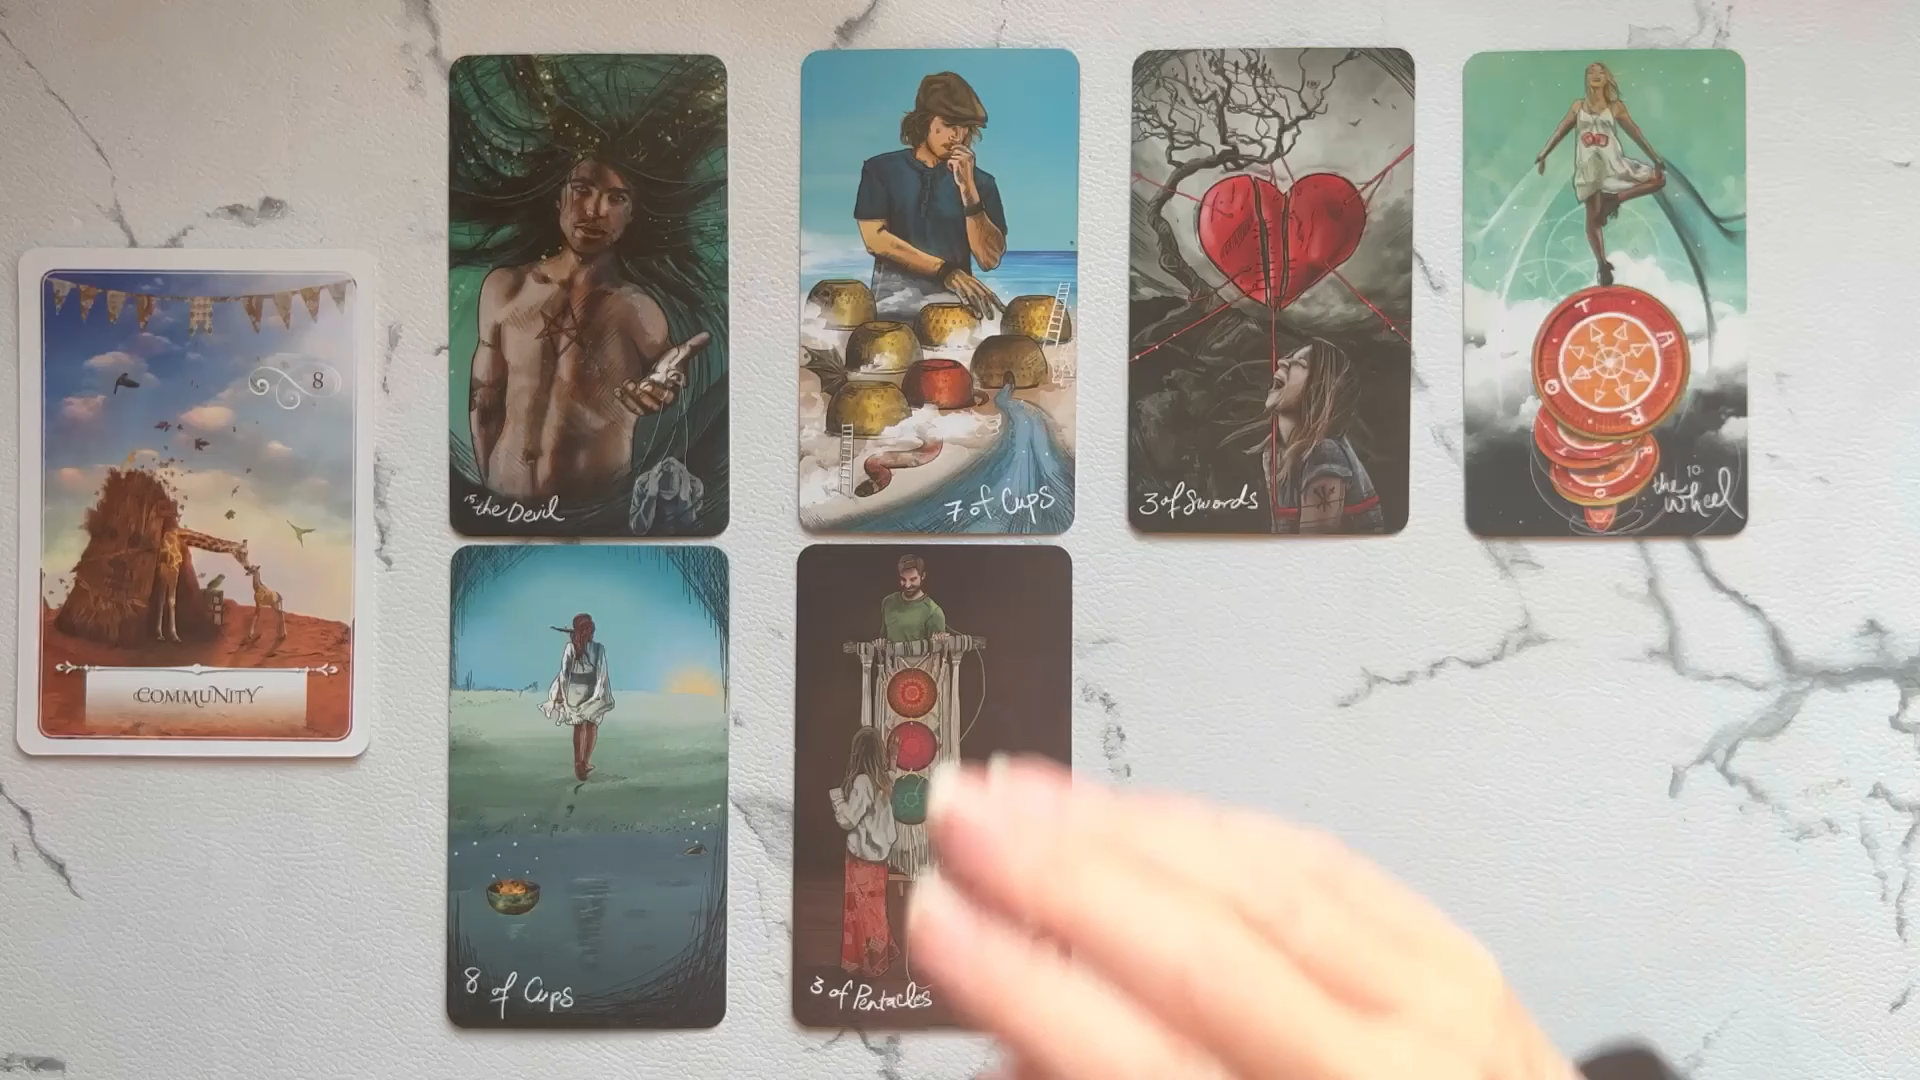 8
COMMUNITY
15 the Devil
7 of Cups
3 of Swords
T A R O
10.
the
Wheel
8 of Cups
3 of Pentacles